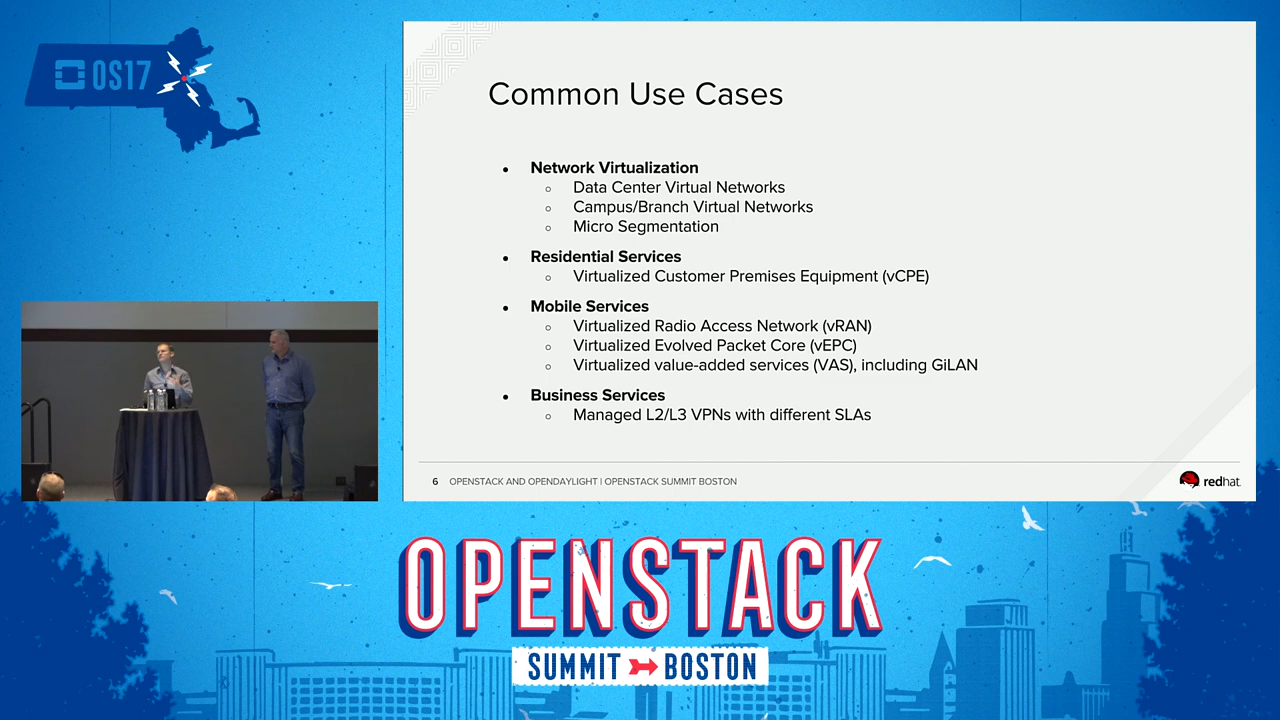 OS17
Common Use Cases
• Network Virtualization
○ Data Center Virtual Networks
○ Campus/Branch Virtual Networks
○ Micro Segmentation
• Residential Services
○ Virtualized Customer Premises Equipment (vCPE)
• Mobile Services
○ Virtualized Radio Access Network (vRAN)
○ Virtualized Evolved Packet Core (vEPC)
○ Virtualized value-added services (VAS), including GiLAN
• Business Services
○ Managed L2/L3 VPNs with different SLAs
6 OPENSTACK AND OPENDAYLIGHT | OPENSTACK SUMMIT BOSTON
redhat.
OPENSTACK
SUMMIT BOSTON